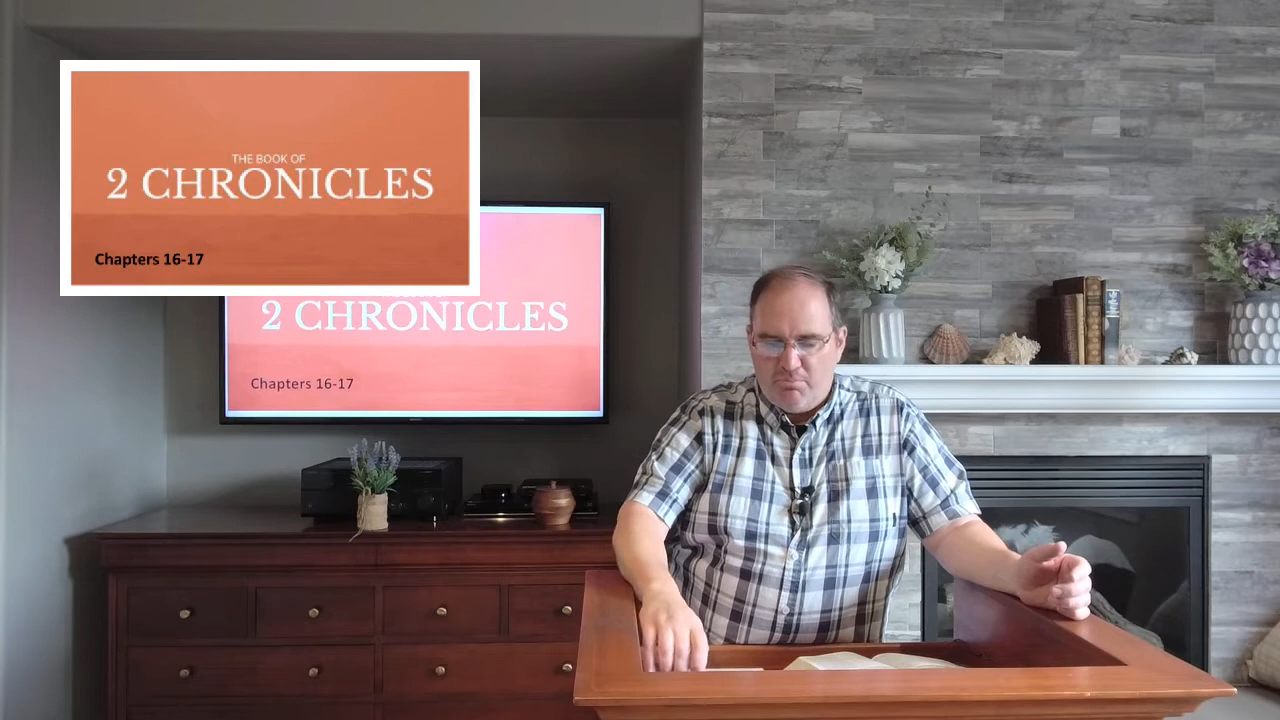 THE BOOK OF
2 CHRONICLES
Chapters 16-17
2 CHRONICLES
Chapters 16-17